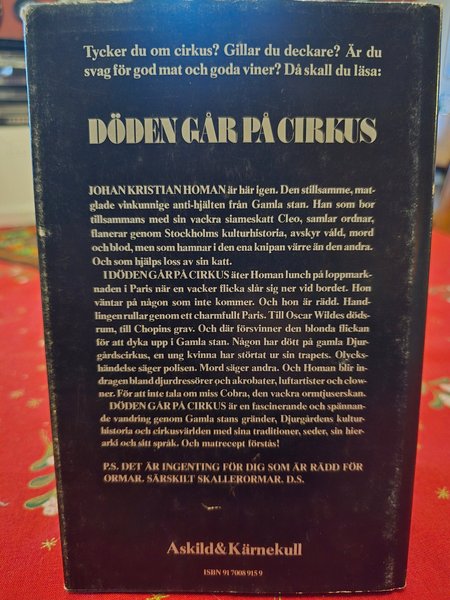 Tycker du om cirkus? Gillar du deckare? Är du
svag för god mat och goda viner? Då skall du läsa:
DÖDEN GÅR PÅ CIRKUS
JOHAN KRISTIAN HOMAN är här igen. Den stillsamme, mat-
glade vinkunnige anti-hjälten från Gamla stan. Han som bor
tillsammans med sin vackra siameskatt Cleo, samlar ordnar,
flanerar genom Stockholms kulturhistoria, avskyr våld, mord
och blod, men som hamnar i den ena knipan värre än den andra.
Och som hjälps loss av sin katt.
I DÖDEN GÅR PÅ CIRKUS äter Homan lunch på loppmark-
naden i Paris när en vacker flicka slår sig ner vid bordet. Hon
väntar på någon som inte kommer. Och hon är rädd. Hand-
lingen rullar genom ett charmfullt Paris. Till Oscar Wildes döds-
rum, till Chopins grav. Och där försvinner den blonda flickan
för att dyka upp i Gamla stan. Någon har dött på gamla Djur-
gårdscirkus, en ung kvinna har störtat ur sin trapets. Olycks-
händelse säger polisen. Mord säger andra. Och Homan blir in-
dragen bland djurdressörer och akrobater, luftartister och clow-
ner. För att inte tala om miss Cobra, den vackra ormtjuserskan.
DÖDEN GÅR PÅ CIRKUS är en fascinerande och spännan-
de vandring genom Gamla stans gränder, Djurgårdens kultur-
historia och cirkusvärlden med sina traditioner, seder, sin hier-
arki och sitt språk. Och matrecept förstås!
P.S. DET ÄR INGENTING FÖR DIG SOM ÄR RÄDD FÖR
ORMAR. SÄRSKILT SKALLERORMAR. D.S.
Askild & Kärnekull
ISBN 91 7008 915 9